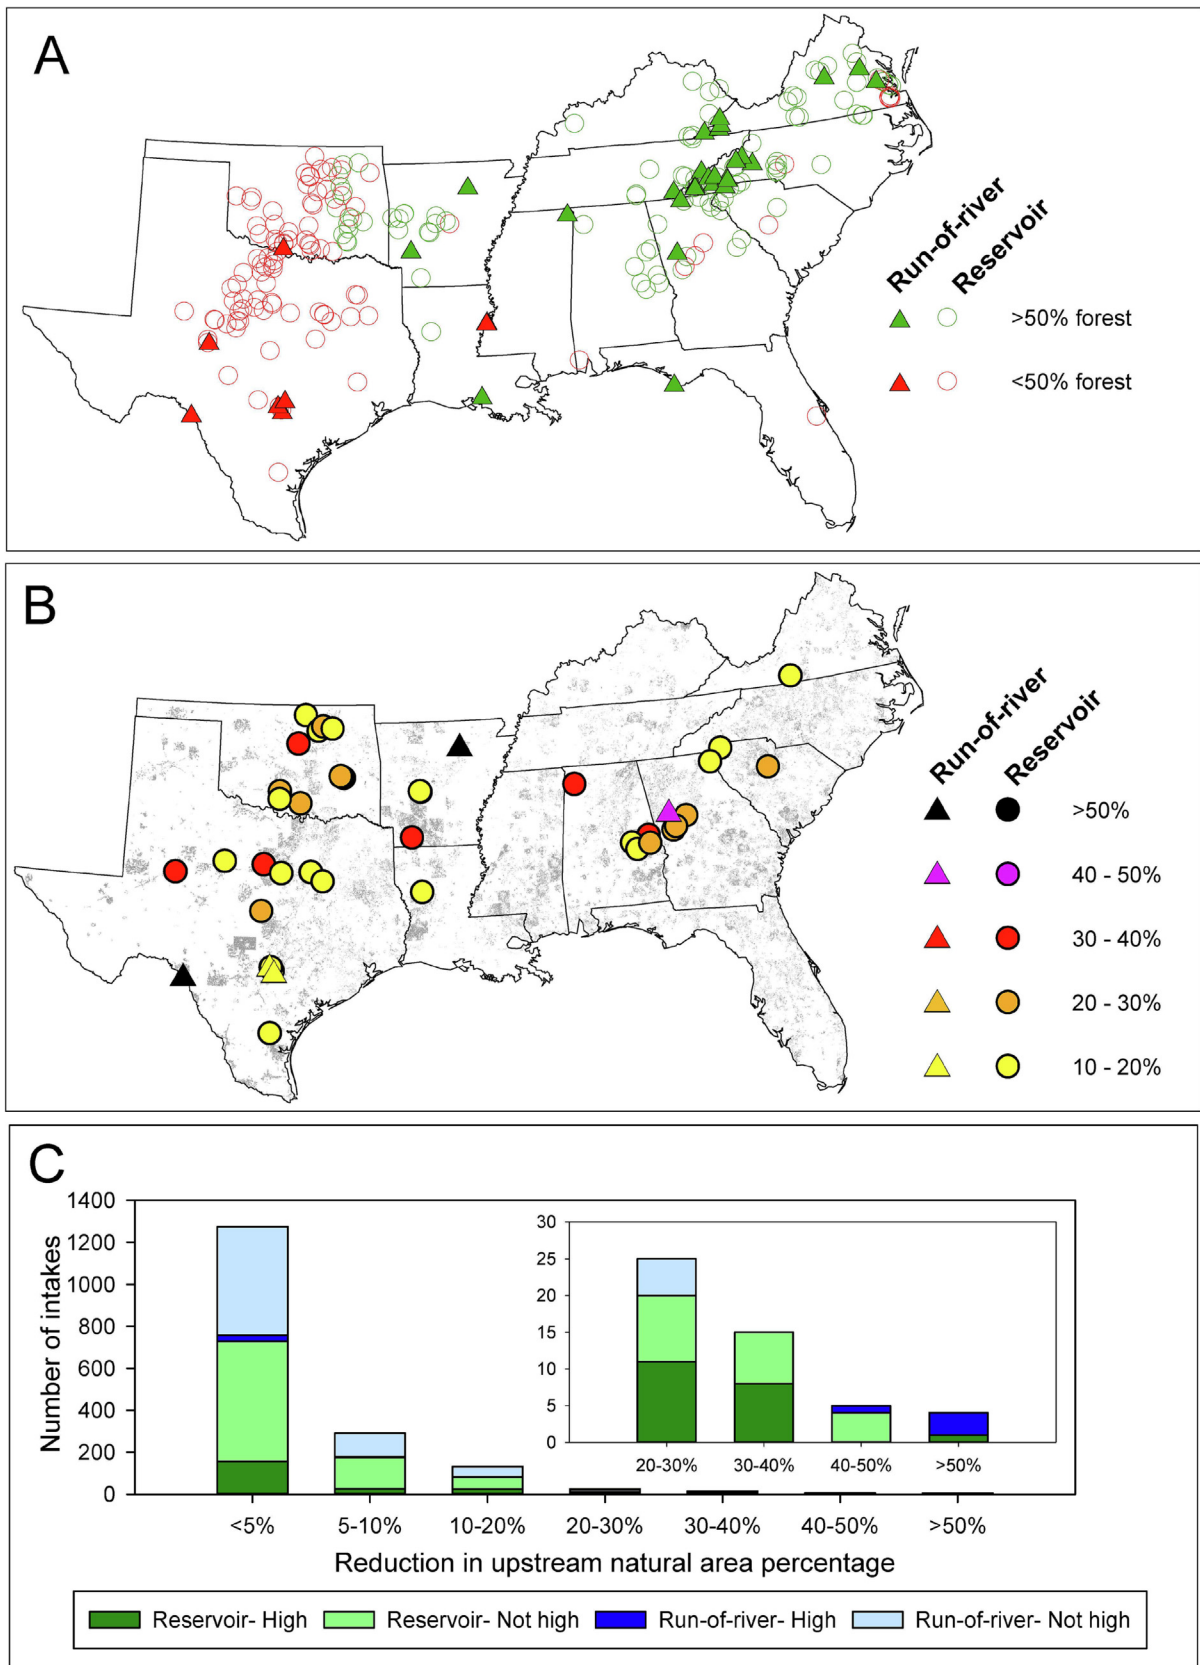 A
Run-of-river
Reservoir
>50% forest
<50% forest
B
Run-of-river
Reservoir
>50%
40 - 50%
30 - 40%
20 - 30%
10 - 20%
C
Number of intakes
1400
1200
1000
800
600
400
200
0
30
25
20
15
10
5
0
20-30%
30-40%
40-50%
>50%
<5%
5-10%
10-20%
20-30%
30-40%
40-50%
>50%
Reduction in upstream natural area percentage
Reservoir- High
Reservoir- Not high
Run-of-river- High
Run-of-river- Not high